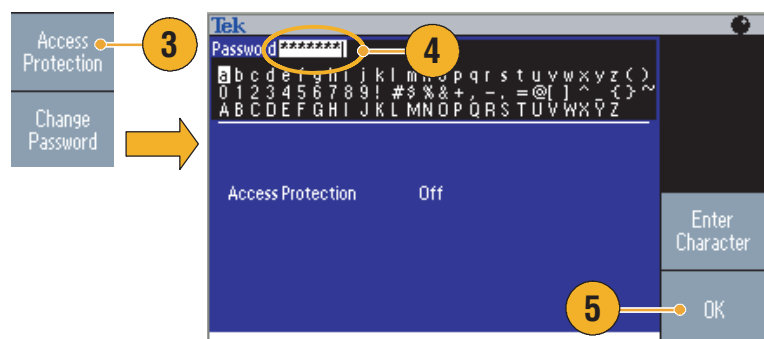 Access
Protection
3
Change
Password
Tek
Password *******
4
a b c d e f g h i j k l m n o p q r s t u v w x y z ( )
0 1 2 3 4 5 6 7 8 9 ! # $ % & + , - . = @ [ ] ^ _ { } ~
A B C D E F G H I J K L M N O P Q R S T U V W X Y Z
Access Protection Off
Enter
Character
5
OK